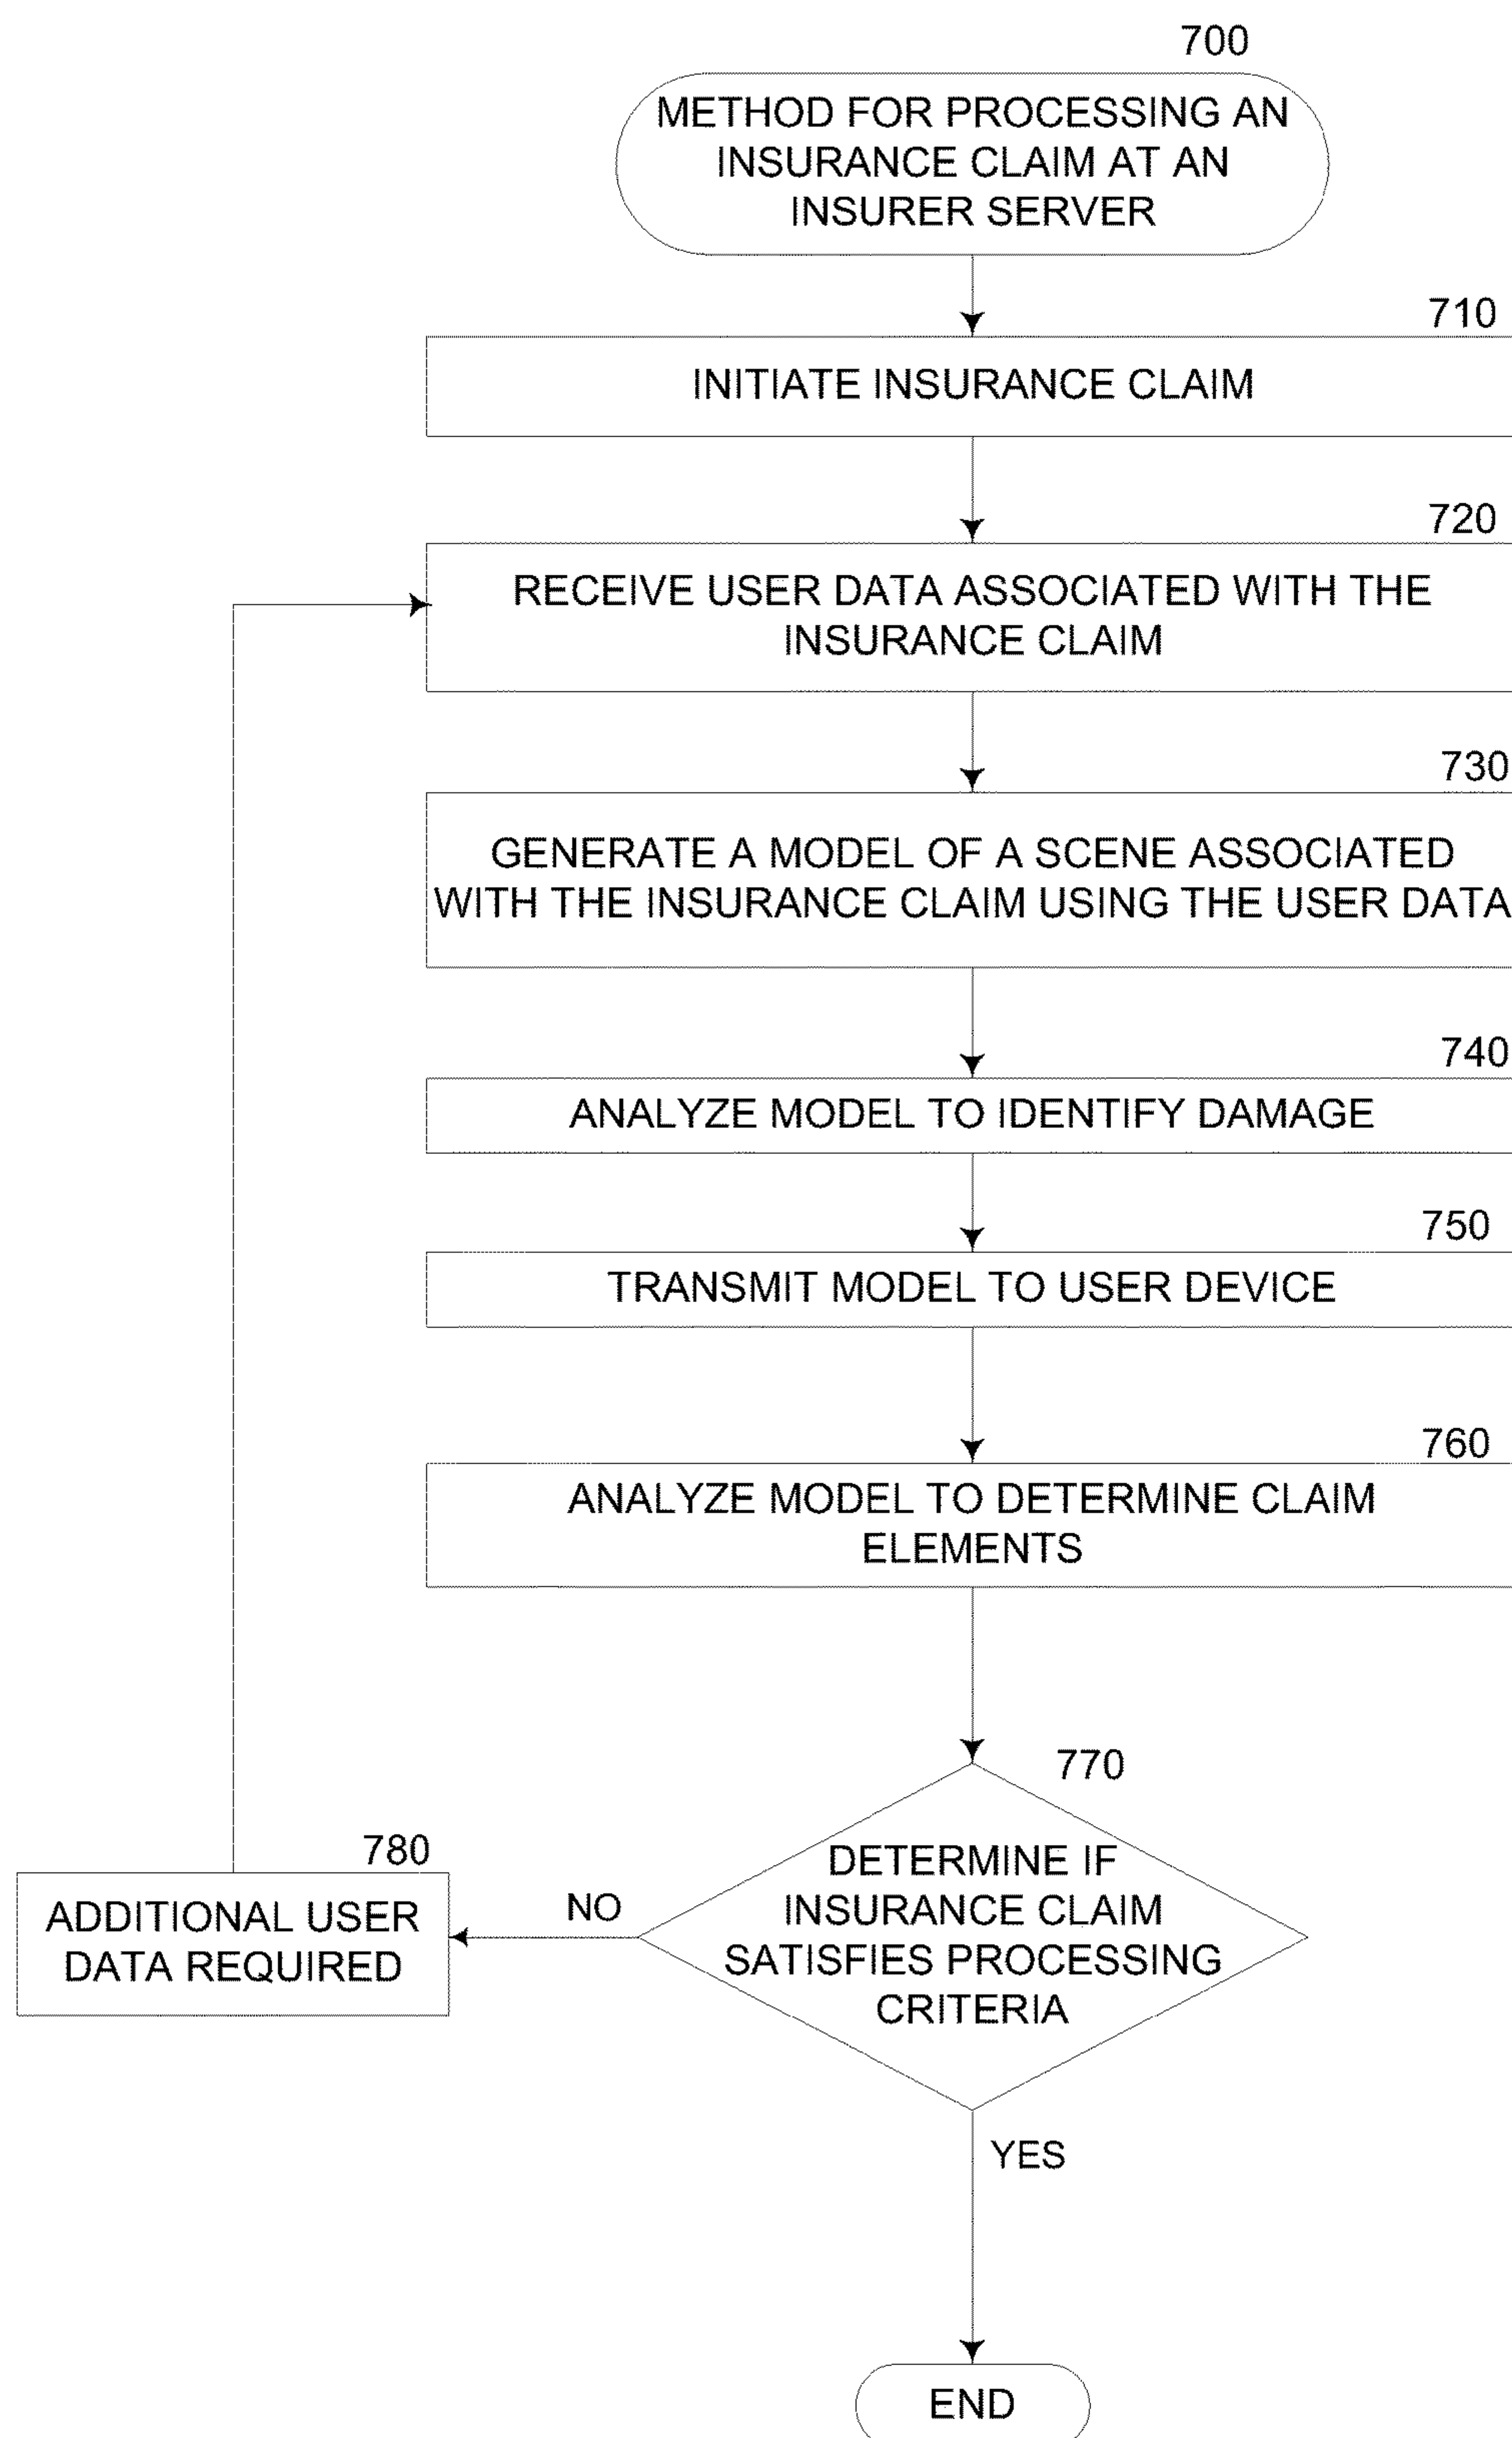 700
METHOD FOR PROCESSING AN
INSURANCE CLAIM AT AN
INSURER SERVER
710
INITIATE INSURANCE CLAIM
720
RECEIVE USER DATA ASSOCIATED WITH THE
INSURANCE CLAIM
730
GENERATE A MODEL OF A SCENE ASSOCIATED
WITH THE INSURANCE CLAIM USING THE USER DATA
740
ANALYZE MODEL TO IDENTIFY DAMAGE
750
TRANSMIT MODEL TO USER DEVICE
760
ANALYZE MODEL TO DETERMINE CLAIM
ELEMENTS
770
DETERMINE IF
INSURANCE CLAIM
SATISFIES PROCESSING
CRITERIA
NO
780
ADDITIONAL USER
DATA REQUIRED
YES
END